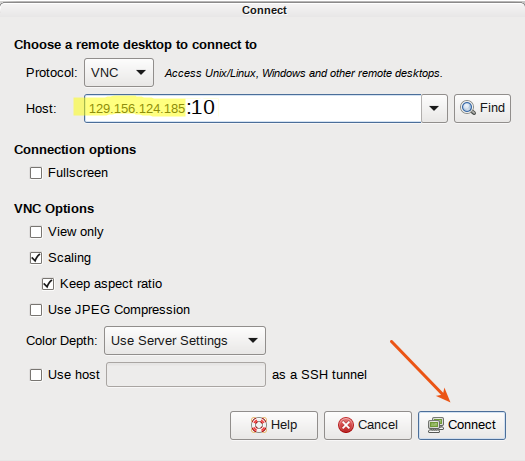 Connect
Choose a remote desktop to connect to
Protocol: VNC Access Unix/Linux, Windows and other remote desktops.
Host: 129.156.124.185:10 Find
Connection options
Fullscreen
VNC Options
View only
Scaling
Keep aspect ratio
Use JPEG Compression
Color Depth: Use Server Settings
Use host as a SSH tunnel
Help Cancel Connect